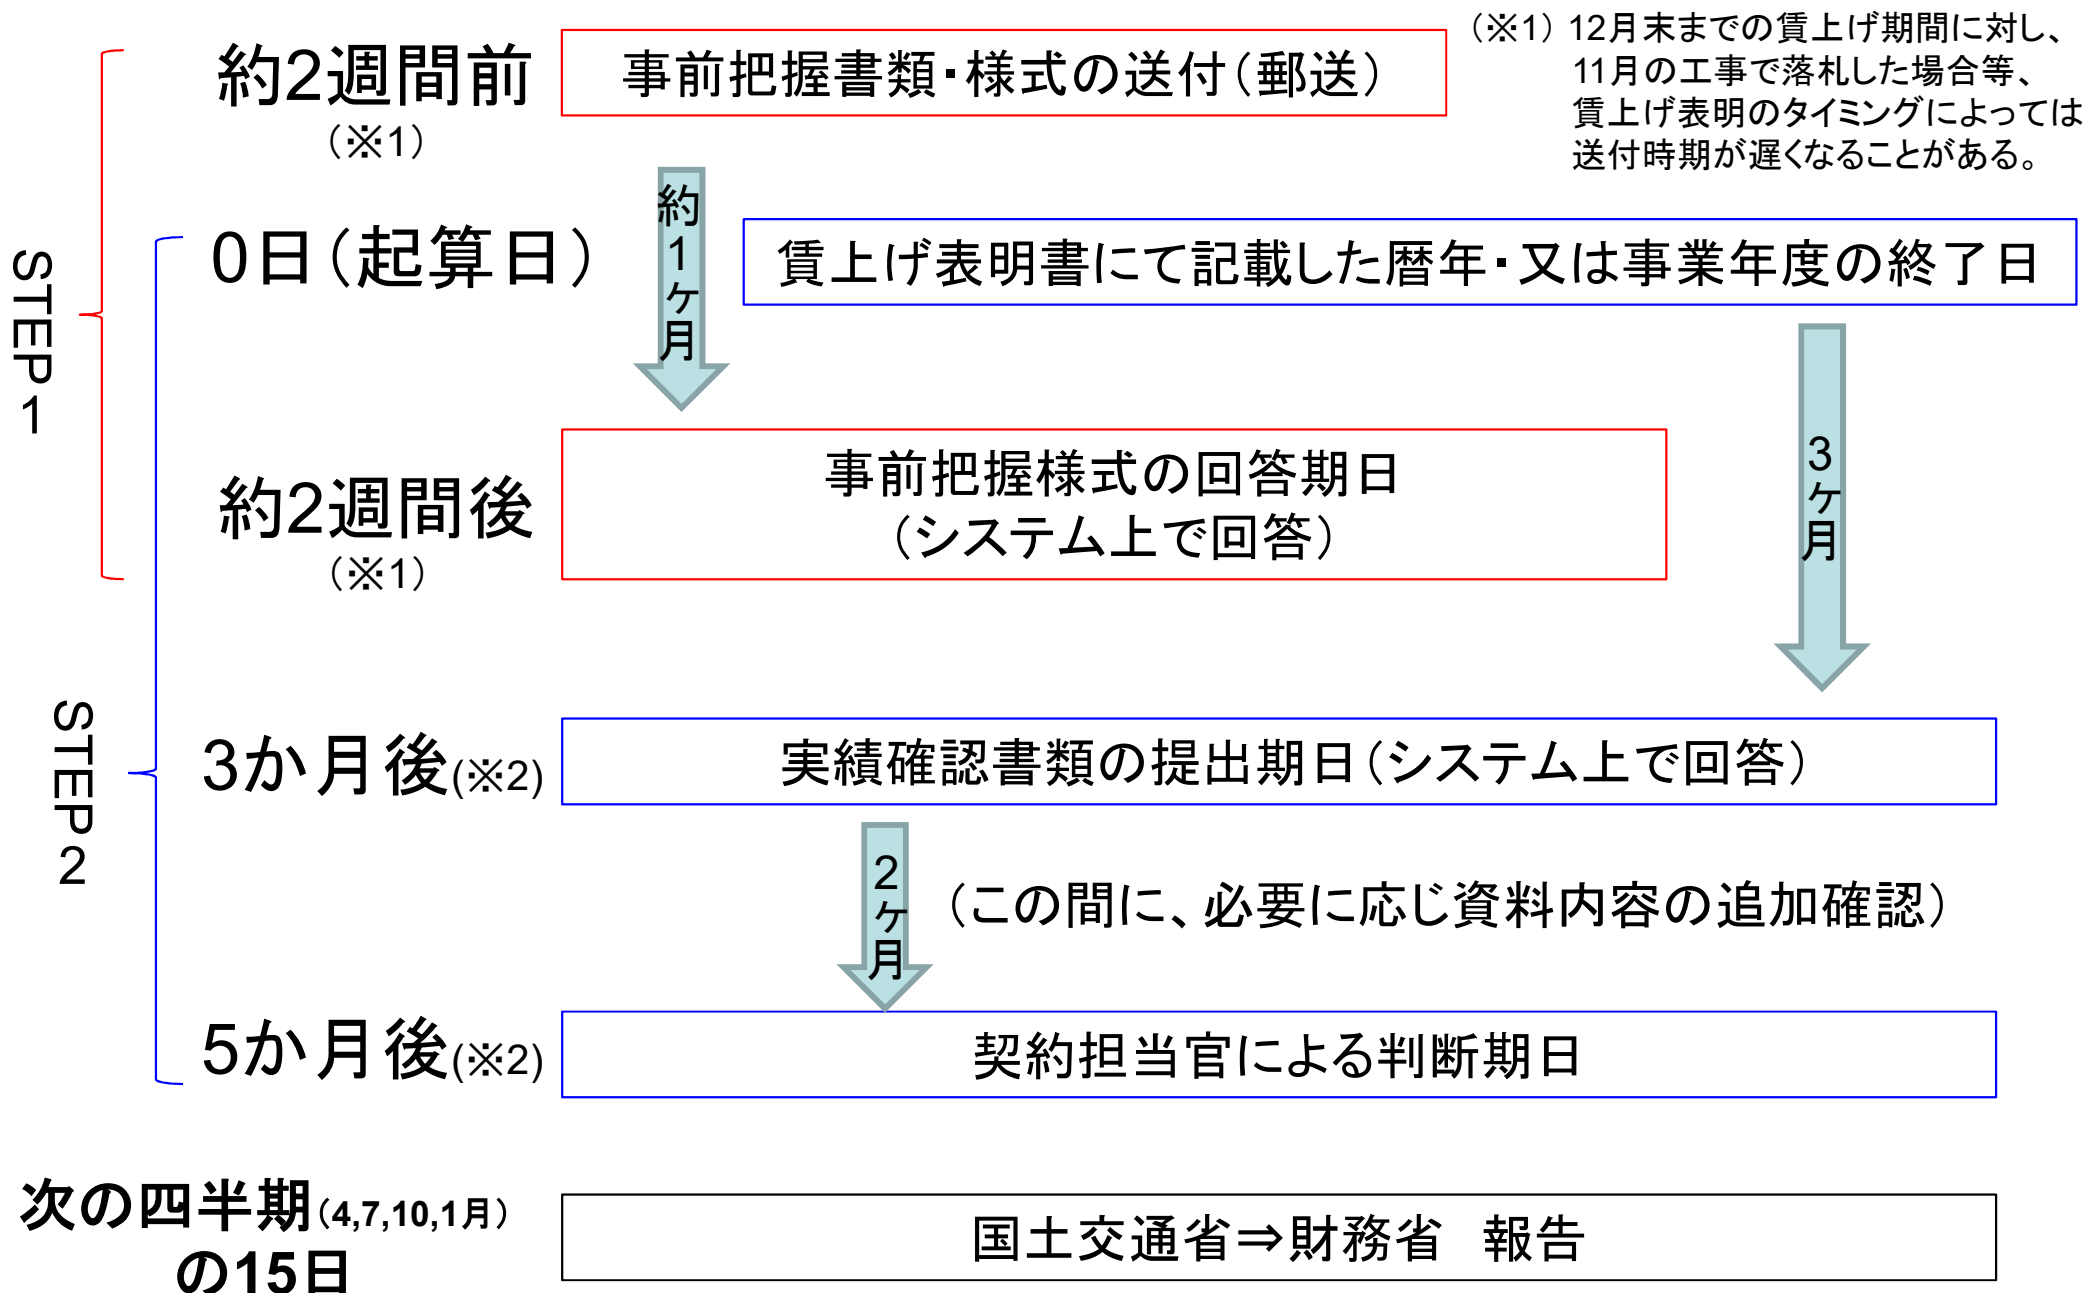 約2週間前
（※1）
事前把握書類・様式の送付（郵送）
（※1） 12月末までの賃上げ期間に対し、
11月の工事で落札した場合等、
賃上げ表明のタイミングによっては
送付時期が遅くなることがある。
STEP1
約1ヶ月
0日（起算日）
賃上げ表明書にて記載した暦年・又は事業年度の終了日
3ヶ月
約2週間後
（※1）
事前把握様式の回答期日
（システム上で回答）
STEP2
3か月後(※2)
実績確認書類の提出期日（システム上で回答）
2ヶ月
（この間に、必要に応じ資料内容の追加確認）
5か月後(※2)
契約担当官による判断期日
次の四半期（4,7,10,1月）
の15日
国土交通省⇒財務省　報告